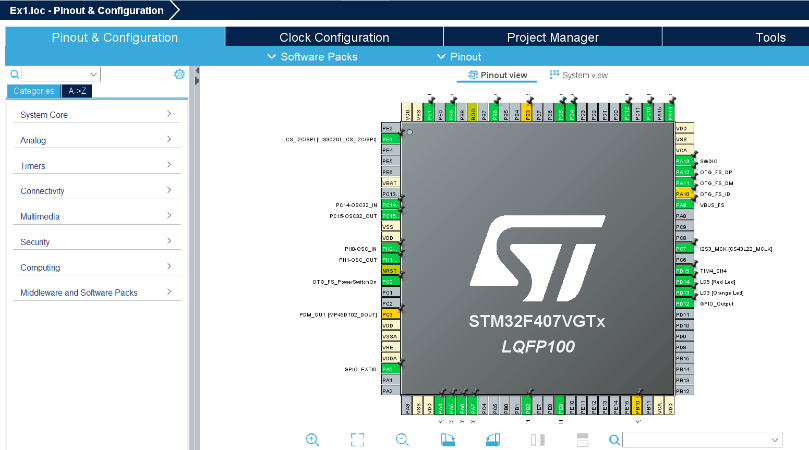 Ex1.ioc - Pinout & Configuration
Pinout & Configuration
Clock Configuration
Project Manager
Tools
Software Packs
Pinout
Pinout view
System view
Categories
A->Z
System Core
Analog
Timers
Connectivity
Multimedia
Security
Computing
Middleware and Software Packs
PE2
CS_I2C/SPI [LIS302DL_CS_I2C/SPI]
PE3
PE4
PE5
PE6
VBAT
PC13
PC14-OSC32_IN
PC14
PC15-OSC32_OUT
PC15
VSS
VDD
PH0-OSC_IN
PH0
PH1-OSC_OUT
PH1
NRST
OTG_FS_PowerSwitchOn
PC0
PC1
PC2
PDM_OUT [MP45DT02_DOUT]
PC3
VDD
VSSA
VRE
VDDA
GPIO_EXTI0
PA0
PA1
PA2
STM32F407VGTx
LQFP100
VDD
VSS
VCA
PA13 SWDIO
PA12 OTG_FS_DP
PA11 OTG_FS_DM
PA10 OTG_FS_ID
PA9 VBUS_FS
PA8
PC9
PC8
PC7 I2S3_MCK [CS43L22_MCLK]
PC6
PD15 TIM4_CH4
PD14 LD5 [Red Led]
PD13 LD3 [Orange Led]
PD12 GPIO_Output
PD11
PD10
PD9
PD8
PB15
PB14
PB13
PB12